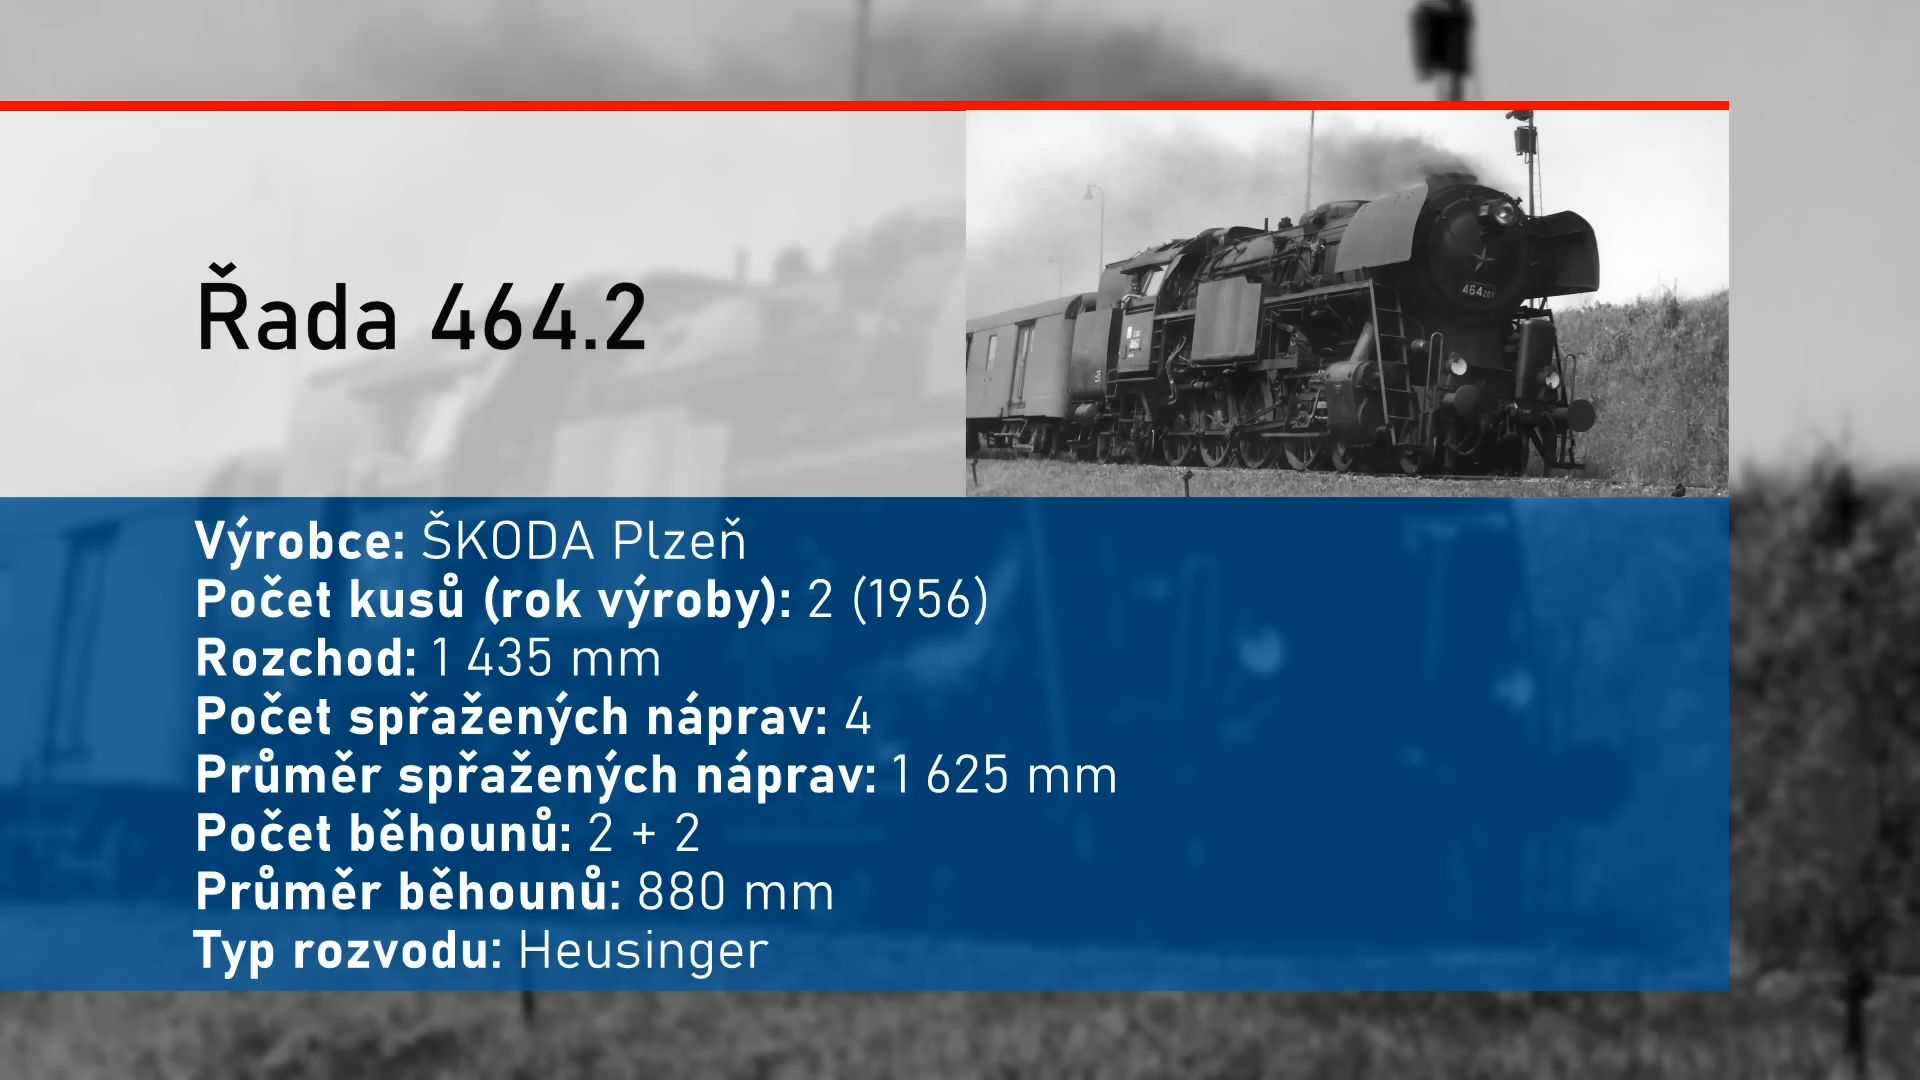 Řada 464.2
464
Výrobce: ŠKODA Plzeň
Počet kusů (rok výroby): 2 (1956)
Rozchod: 1 435 mm
Počet spřažených náprav: 4
Průměr spřažených náprav: 1 625 mm
Počet běhounů: 2 + 2
Průměr běhounů: 880 mm
Typ rozvodu: Heusinger